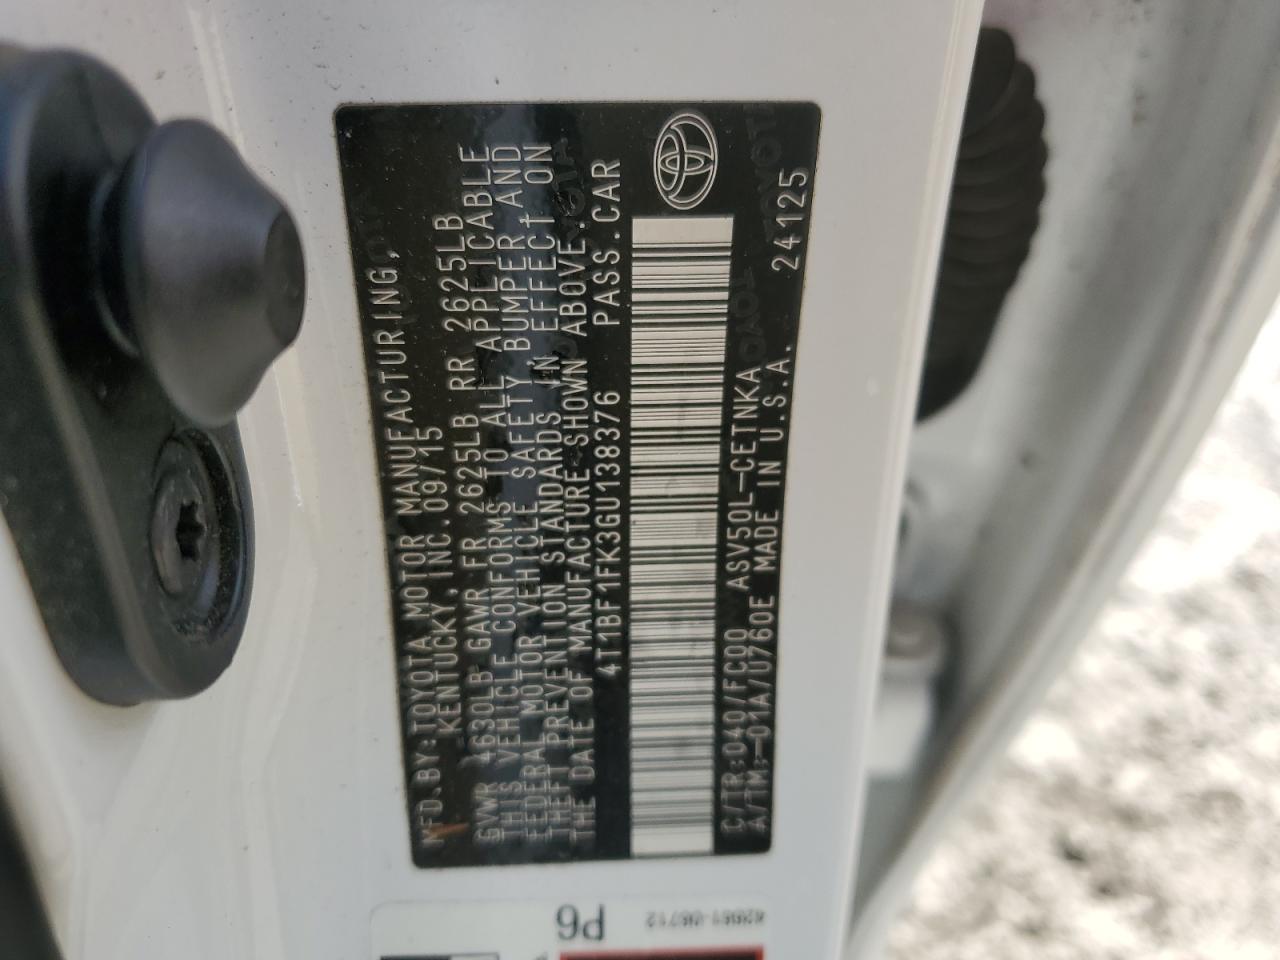 MFD.BY:TOYOTA MOTOR MANUFACTURING,
KENTUCKY, INC. 09/15
GVWR 4630LB GAWR FR 2625LB RR 2625LB
THIS VEHICLE CONFORMS TO ALL APPLICABLE
FEDERAL MOTOR VEHICLE SAFETY, BUMPER, AND
THEFT PREVENTION STANDARDS IN EFFECT ON
THE DATE OF MANUFACTURE SHOWN ABOVE.
4T1BF1FK3GU138376 PASS.CAR
C/TR:040/FC00 ASV50L-CETNKA
A/TM:-01A/U760E MADE IN U.S.A. 24125
P6
42661-06712